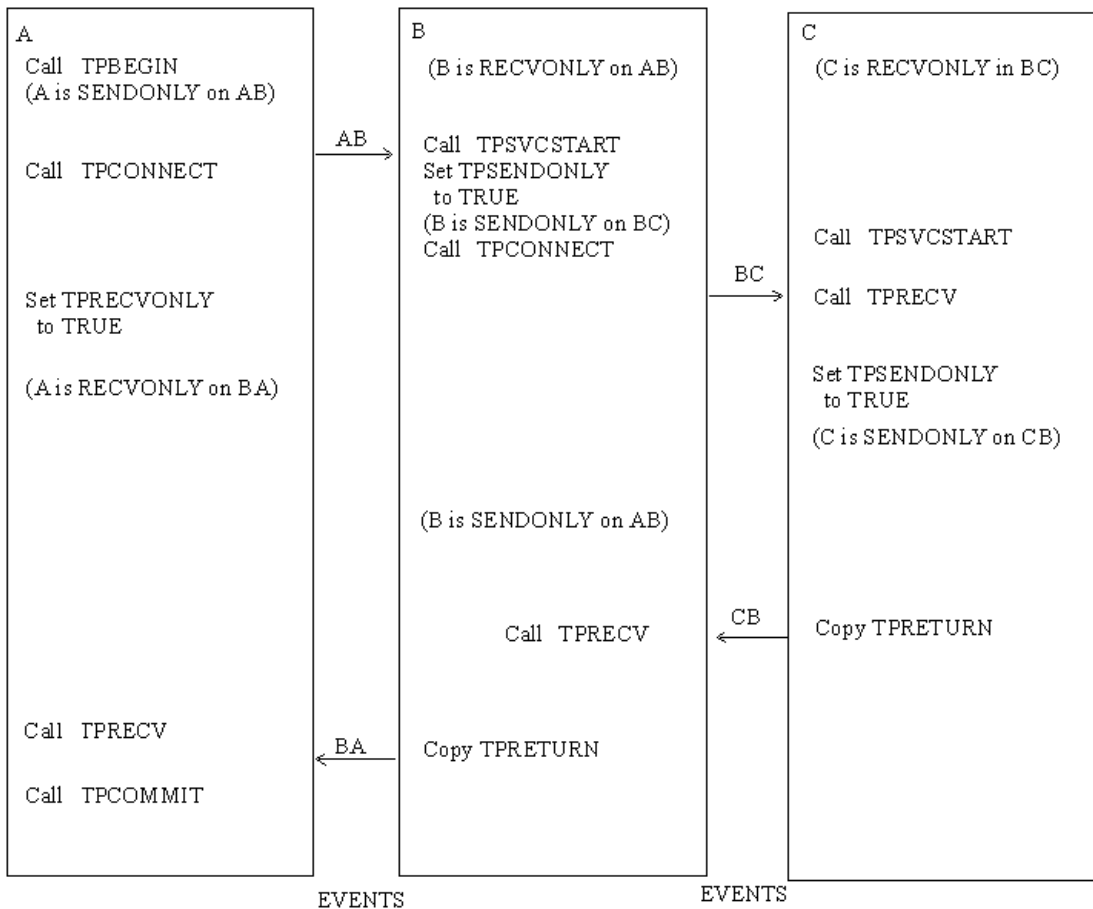 A
Call TPBEGIN
(A is SENDONLY on AB)
Call TPCONNECT
Set TPRECVONLY
to TRUE
(A is RECVONLY on BA)
Call TPRECV
Call TPCOMMIT
AB
BA
EVENTS
B
(B is RECVONLY on AB)
Call TPSVCSTART
Set TPSENDONLY
to TRUE
(B is SENDONLY on BC)
Call TPCONNECT
(B is SENDONLY on AB)
Call TPRECV
Copy TPRETURN
BC
CB
EVENTS
C
(C is RECVONLY in BC)
Call TPSVCSTART
Call TPRECV
Set TPSENDONLY
to TRUE
(C is SENDONLY on CB)
Copy TPRETURN